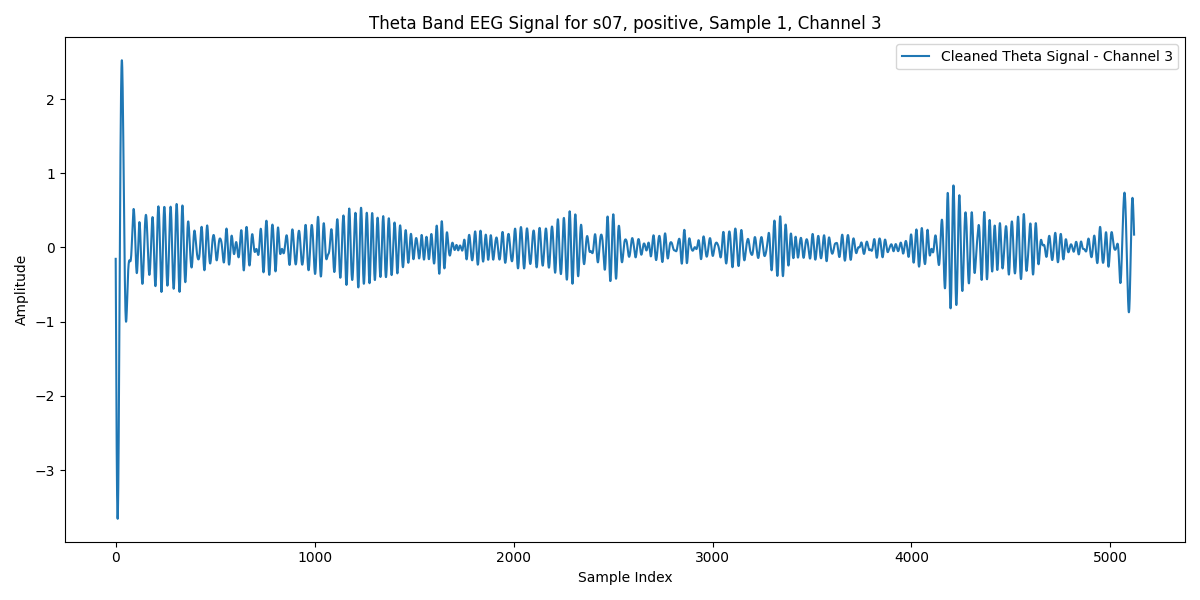 Theta Band EEG Signal for s07, positive, Sample 1, Channel 3
Cleaned Theta Signal - Channel 3
2
1
0
−1
−2
−3
Amplitude
0 1000 2000 3000 4000 5000
Sample Index